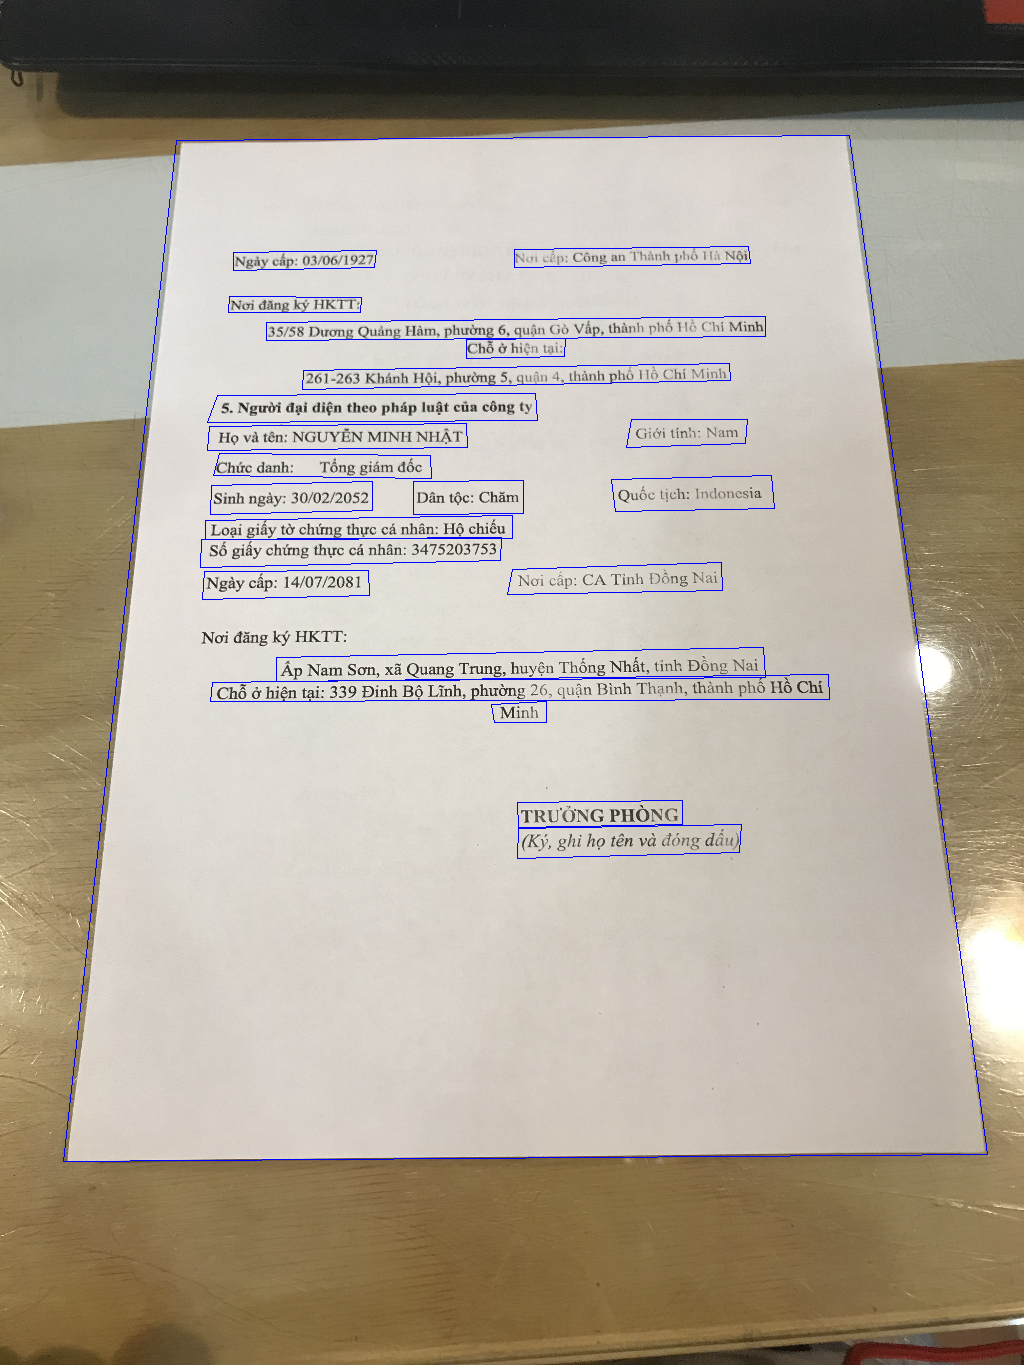 Ngày cấp: 03/06/1927 Nơi cấp: Công an Thành phố Hà Nội
Nơi đăng ký HKTT:
35/58 Dương Quảng Hàm, phường 6, quận Gò Vấp, thành phố Hồ Chí Minh
Chỗ ở hiện tại:
261-263 Khánh Hội, phường 5, quận 4, thành phố Hồ Chí Minh
5. Người đại diện theo pháp luật của công ty
Họ và tên: NGUYỄN MINH NHẬT Giới tính: Nam
Chức danh: Tổng giám đốc
Sinh ngày: 30/02/2052 Dân tộc: Chăm Quốc tịch: Indonesia
Loại giấy tờ chứng thực cá nhân: Hộ chiếu
Số giấy chứng thực cá nhân: 3475203753
Ngày cấp: 14/07/2081 Nơi cấp: CA Tỉnh Đồng Nai
Nơi đăng ký HKTT:
Ấp Nam Sơn, xã Quang Trung, huyện Thống Nhất, tỉnh Đồng Nai
Chỗ ở hiện tại: 339 Đinh Bộ Lĩnh, phường 26, quận Bình Thạnh, thành phố Hồ Chí
Minh
TRƯỞNG PHÒNG
(Ký, ghi họ tên và đóng dấu)